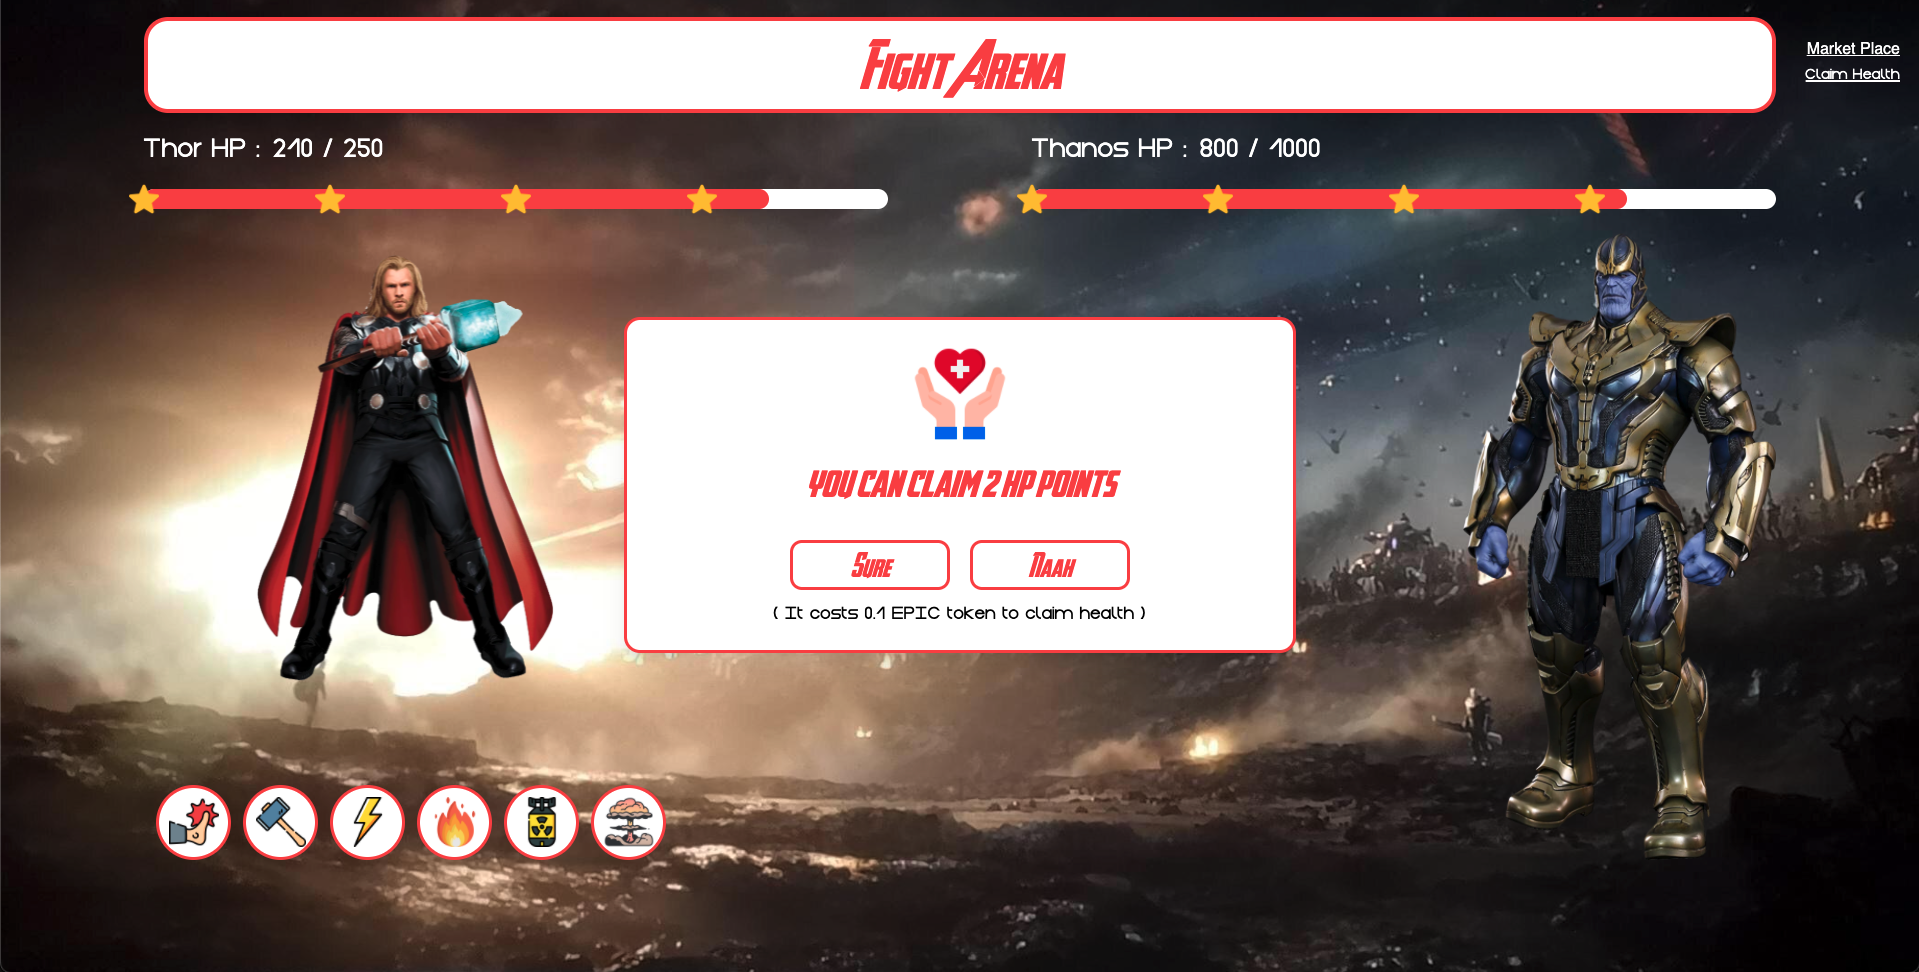 Fight Arena
Market Place
Claim Health
Thor HP : 210 / 250
Thanos HP : 800 / 1000
YOU CAN CLAIM 2 HP POINTS
Sure
Naah
( It costs 0.1 EPIC token to claim health )